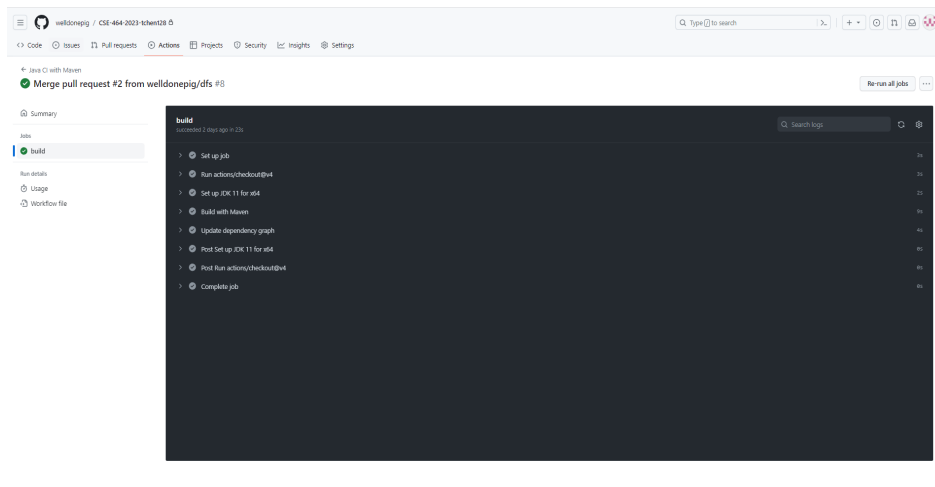 welldonepig / CSE-464-2023-tchen128
Type / to search
Code Issues Pull requests Actions Projects Security Insights Settings
Java CI with Maven
Merge pull request #2 from welldonepig/dfs #8
Re-run all jobs
Summary
Jobs
build
Run details
Usage
Workflow file
build
succeeded 2 days ago in 23s
Search logs
Set up job
Run actions/checkout@v4
Set up JDK 11 for x64
Build with Maven
Update dependency graph 4s
Post Set up JDK 11 for x64 0s
Post Run actions/checkout@v4 0s
Complete job 0s